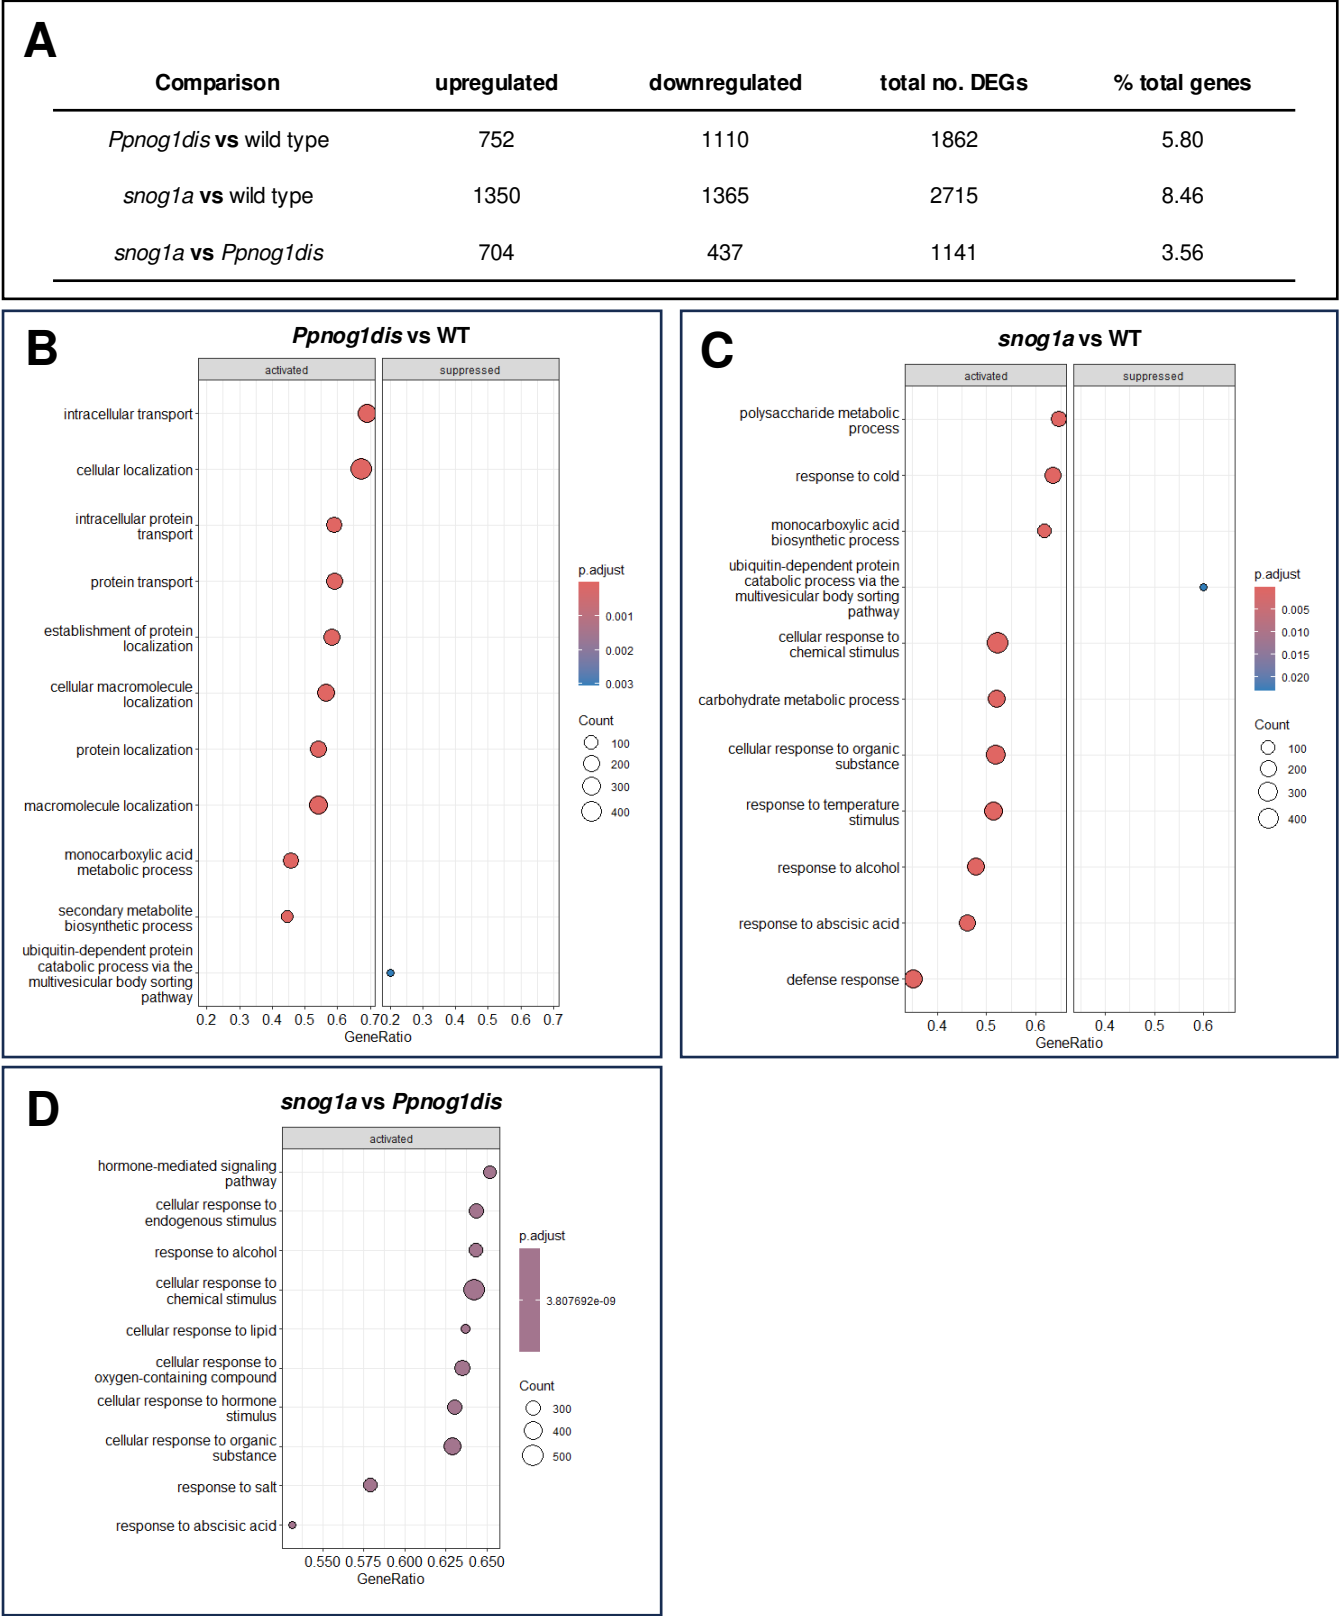 A
Comparison upregulated downregulated total no. DEGs % total genes
Ppnog1dis vs wild type 752 1110 1862 5.80
snog1a vs wild type 1350 1365 2715 8.46
snog1a vs Ppnog1dis 704 437 1141 3.56
B
Ppnog1dis vs WT
activated suppressed
intracellular transport
cellular localization
intracellular protein
transport
protein transport
establishment of protein
localization
cellular macromolecule
localization
protein localization
macromolecule localization
monocarboxylic acid
metabolic process
secondary metabolite
biosynthetic process
ubiquitin-dependent protein
catabolic process via the
multivesicular body sorting
pathway
0.2 0.3 0.4 0.5 0.6 0.7 0.2 0.3 0.4 0.5 0.6 0.7
GeneRatio
p.adjust
0.001
0.002
0.003
Count
100
200
300
400
C
snog1a vs WT
activated suppressed
polysaccharide metabolic
process
response to cold
monocarboxylic acid
biosynthetic process
ubiquitin-dependent protein
catabolic process via the
multivesicular body sorting
pathway
cellular response to
chemical stimulus
carbohydrate metabolic process
cellular response to organic
substance
response to temperature
stimulus
response to alcohol
response to abscisic acid
defense response
0.4 0.5 0.6 0.4 0.5 0.6
GeneRatio
p.adjust
0.005
0.010
0.015
0.020
Count
100
200
300
400
D
snog1a vs Ppnog1dis
activated
hormone-mediated signaling
pathway
cellular response to
endogenous stimulus
response to alcohol
cellular response to
chemical stimulus
cellular response to lipid
cellular response to
oxygen-containing compound
cellular response to hormone
stimulus
cellular response to organic
substance
response to salt
response to abscisic acid
0.550 0.575 0.600 0.625 0.650
GeneRatio
p.adjust
3.807692e-09
Count
300
400
500